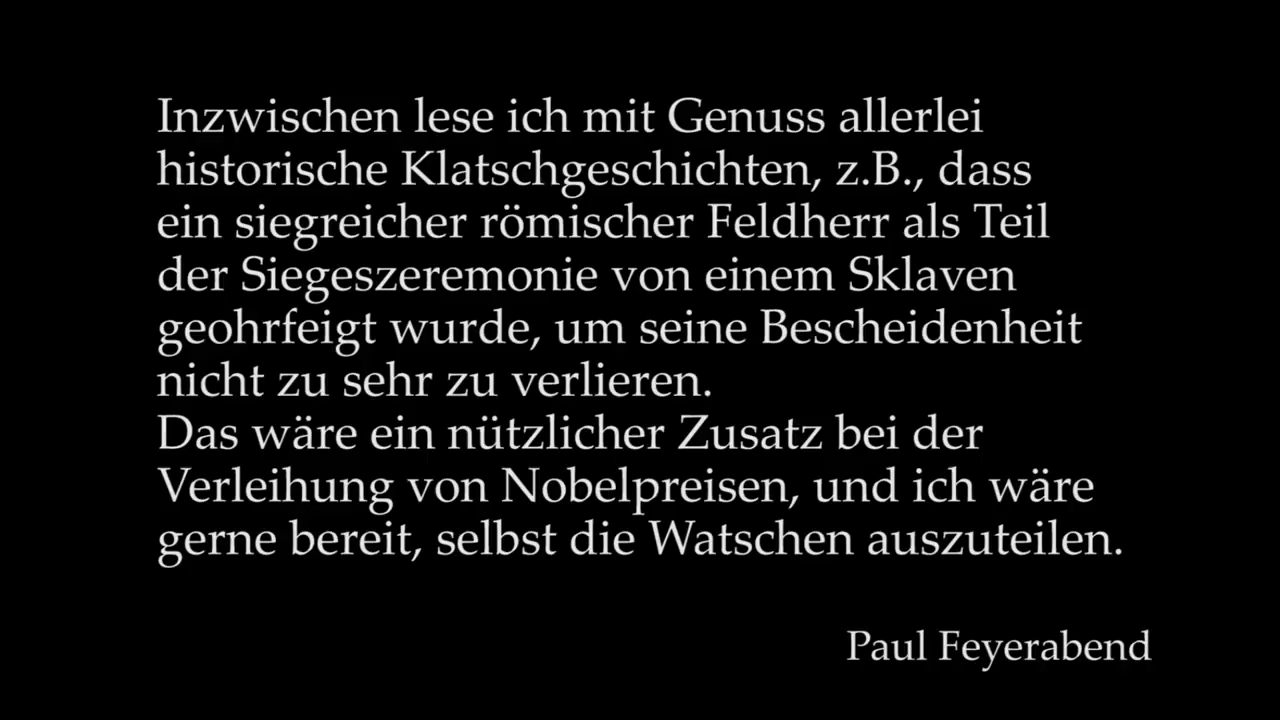 Inzwischen lese ich mit Genuss allerlei
historische Klatschgeschichten, z.B., dass
ein siegreicher römischer Feldherr als Teil
der Siegeszeremonie von einem Sklaven
geohrfeigt wurde, um seine Bescheidenheit
nicht zu sehr zu verlieren.
Das wäre ein nützlicher Zusatz bei der
Verleihung von Nobelpreisen, und ich wäre
gerne bereit, selbst die Watschen auszuteilen.
Paul Feyerabend